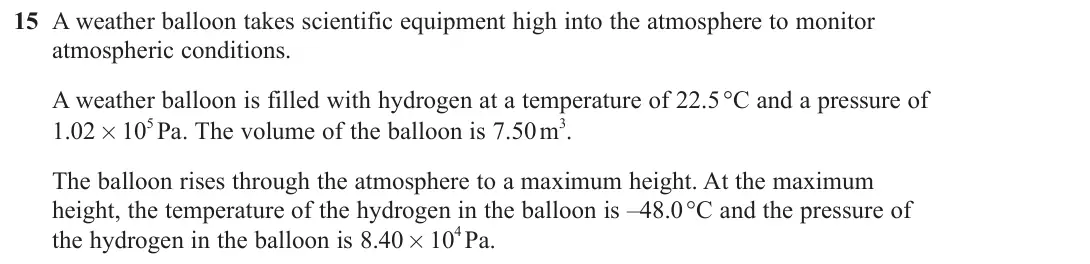 15 A weather balloon takes scientific equipment high into the atmosphere to monitor
atmospheric conditions.
A weather balloon is filled with hydrogen at a temperature of 22.5 °C and a pressure of
1.02 × 10⁵ Pa. The volume of the balloon is 7.50 m³.
The balloon rises through the atmosphere to a maximum height. At the maximum
height, the temperature of the hydrogen in the balloon is –48.0 °C and the pressure of
the hydrogen in the balloon is 8.40 × 10⁴ Pa.